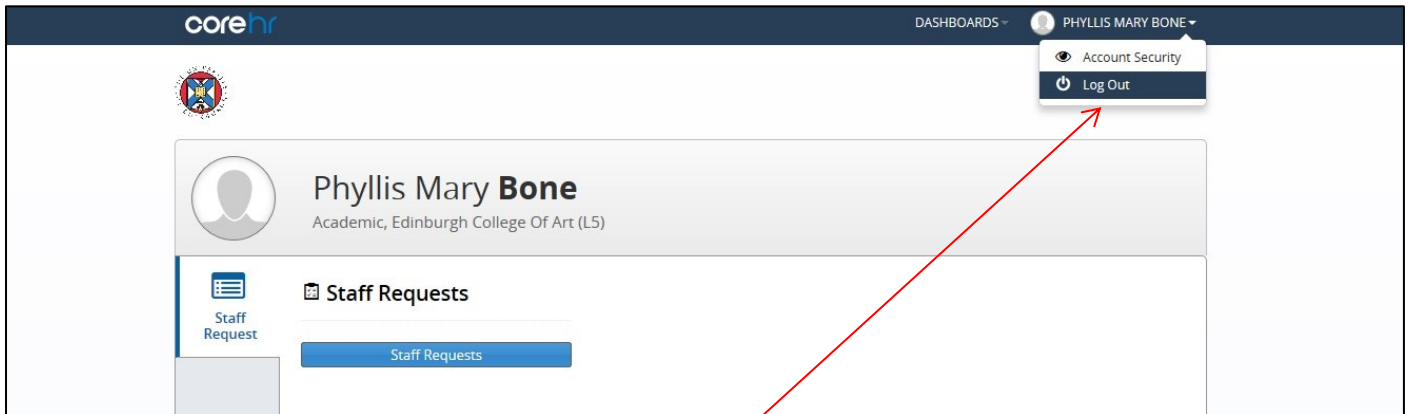 corehr
DASHBOARDS
PHYLLIS MARY BONE
Account Security
Log Out
Phyllis Mary Bone
Academic, Edinburgh College Of Art (L5)
Staff
Request
Staff Requests
Staff Requests